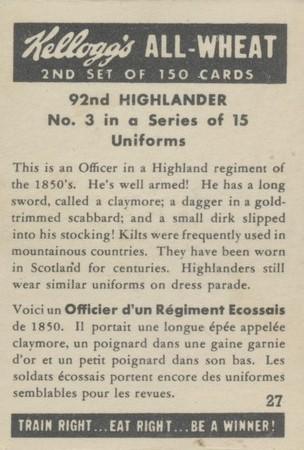 Kellogg's ALL-WHEAT
2ND SET OF 150 CARDS
92nd HIGHLANDER
No. 3 in a Series of 15
Uniforms
This is an Officer in a Highland regiment of
the 1850's. He's well armed! He has a long
sword, called a claymore; a dagger in a gold-
trimmed scabbard; and a small dirk slipped
into his stocking! Kilts were frequently used in
mountainous countries. They have been worn
in Scotland for centuries. Highlanders still
wear similar uniforms on dress parade.
Voici un Officier d'un Régiment Ecossais
de 1850. Il portait une longue épée appelée
claymore, un poignard dans une gaine garnie
d'or et un petit poignard dans son bas. Les
soldats écossais portent encore des uniformes
semblables pour les revues.
27
TRAIN RIGHT...EAT RIGHT...BE A WINNER!